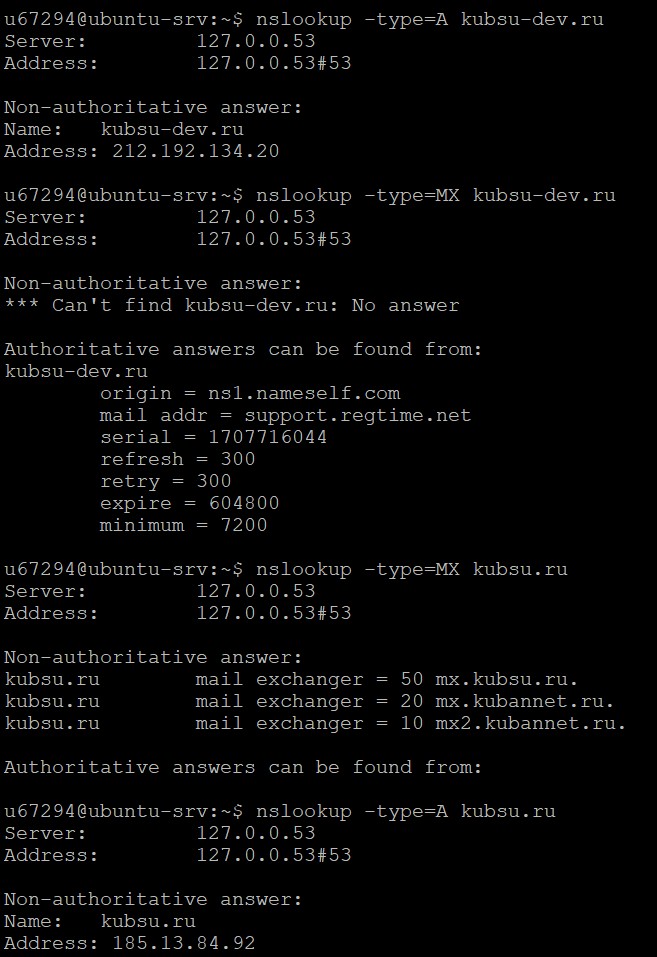 u67294@ubuntu-srv:~$ nslookup -type=A kubsu-dev.ru
Server:		127.0.0.53
Address:	127.0.0.53#53

Non-authoritative answer:
Name:	kubsu-dev.ru
Address: 212.192.134.20

u67294@ubuntu-srv:~$ nslookup -type=MX kubsu-dev.ru
Server:		127.0.0.53
Address:	127.0.0.53#53

Non-authoritative answer:
*** Can't find kubsu-dev.ru: No answer

Authoritative answers can be found from:
kubsu-dev.ru
	origin = ns1.nameself.com
	mail addr = support.regtime.net
	serial = 1707716044
	refresh = 300
	retry = 300
	expire = 604800
	minimum = 7200

u67294@ubuntu-srv:~$ nslookup -type=MX kubsu.ru
Server:		127.0.0.53
Address:	127.0.0.53#53

Non-authoritative answer:
kubsu.ru	mail exchanger = 50 mx.kubsu.ru.
kubsu.ru	mail exchanger = 20 mx.kubannet.ru.
kubsu.ru	mail exchanger = 10 mx2.kubannet.ru.

Authoritative answers can be found from:

u67294@ubuntu-srv:~$ nslookup -type=A kubsu.ru
Server:		127.0.0.53
Address:	127.0.0.53#53

Non-authoritative answer:
Name:	kubsu.ru
Address: 185.13.84.92